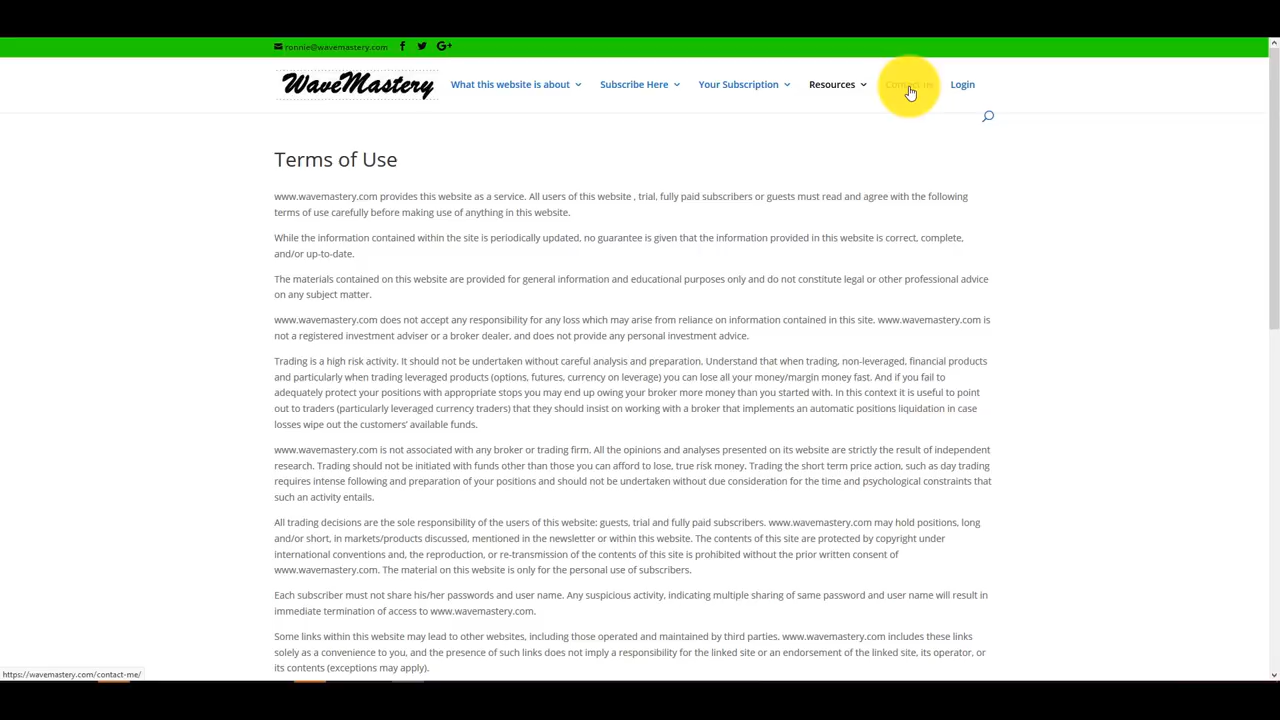 ronnie@wavemastery.com
WaveMastery
What this website is about
Subscribe Here
Your Subscription
Resources
Contact me
Login
Terms of Use
www.wavemastery.com provides this website as a service. All users of this website , trial, fully paid subscribers or guests must read and agree with the following
terms of use carefully before making use of anything in this website.
While the information contained within the site is periodically updated, no guarantee is given that the information provided in this website is correct, complete,
and/or up-to-date.
The materials contained on this website are provided for general information and educational purposes only and do not constitute legal or other professional advice
on any subject matter.
www.wavemastery.com does not accept any responsibility for any loss which may arise from reliance on information contained in this site. www.wavemastery.com is
not a registered investment adviser or a broker dealer, and does not provide any personal investment advice.
Trading is a high risk activity. It should not be undertaken without careful analysis and preparation. Understand that when trading, non-leveraged, financial products
and particularly when trading leveraged products (options, futures, currency on leverage) you can lose all your money/margin money fast. And if you fail to
adequately protect your positions with appropriate stops you may end up owing your broker more money than you started with. In this context it is useful to point
out to traders (particularly leveraged currency traders) that they should insist on working with a broker that implements an automatic positions liquidation in case
losses wipe out the customers' available funds.
www.wavemastery.com is not associated with any broker or trading firm. All the opinions and analyses presented on its website are strictly the result of independent
research. Trading should not be initiated with funds other than those you can afford to lose, true risk money. Trading the short term price action, such as day trading
requires intense following and preparation of your positions and should not be undertaken without due consideration for the time and psychological constraints that
such an activity entails.
All trading decisions are the sole responsibility of the users of this website: guests, trial and fully paid subscribers. www.wavemastery.com may hold positions, long
and/or short, in markets/products discussed, mentioned in the newsletter or within this website. The contents of this site are protected by copyright under
international conventions and, the reproduction, or re-transmission of the contents of this site is prohibited without the prior written consent of
www.wavemastery.com. The material on this website is only for the personal use of subscribers.
Each subscriber must not share his/her passwords and user name. Any suspicious activity, indicating multiple sharing of same password and user name will result in
immediate termination of access to www.wavemastery.com.
Some links within this website may lead to other websites, including those operated and maintained by third parties. www.wavemastery.com includes these links
solely as a convenience to you, and the presence of such links does not imply a responsibility for the linked site or an endorsement of the linked site, its operator, or
its contents (exceptions may apply).
https://wavemastery.com/contact-me/